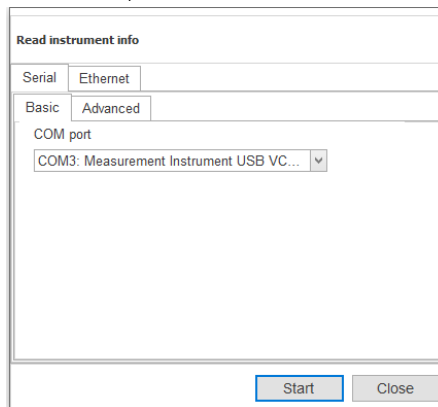 Read instrument info
Serial Ethernet
Basic Advanced
COM port
COM3: Measurement Instrument USB VC...
Start Close